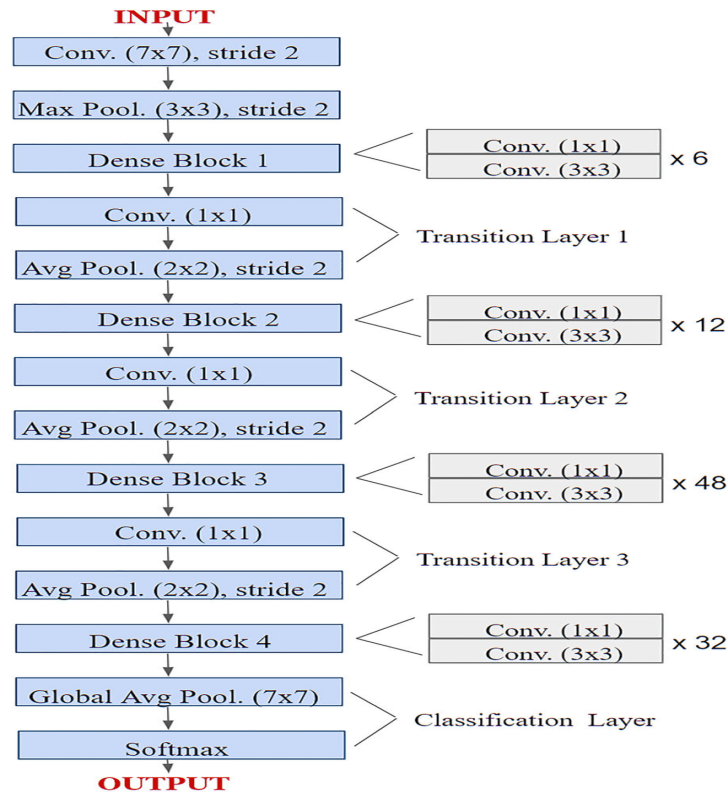 INPUT
Conv. (7x7), stride 2
Max Pool. (3x3), stride 2
Dense Block 1
Conv. (1x1)
Conv. (3x3)
x 6
Conv. (1x1)
Avg Pool. (2x2), stride 2
Transition Layer 1
Dense Block 2
Conv. (1x1)
Conv. (3x3)
x 12
Conv. (1x1)
Avg Pool. (2x2), stride 2
Transition Layer 2
Dense Block 3
Conv. (1x1)
Conv. (3x3)
x 48
Conv. (1x1)
Avg Pool. (2x2), stride 2
Transition Layer 3
Dense Block 4
Conv. (1x1)
Conv. (3x3)
x 32
Global Avg Pool. (7x7)
Softmax
Classification Layer
OUTPUT